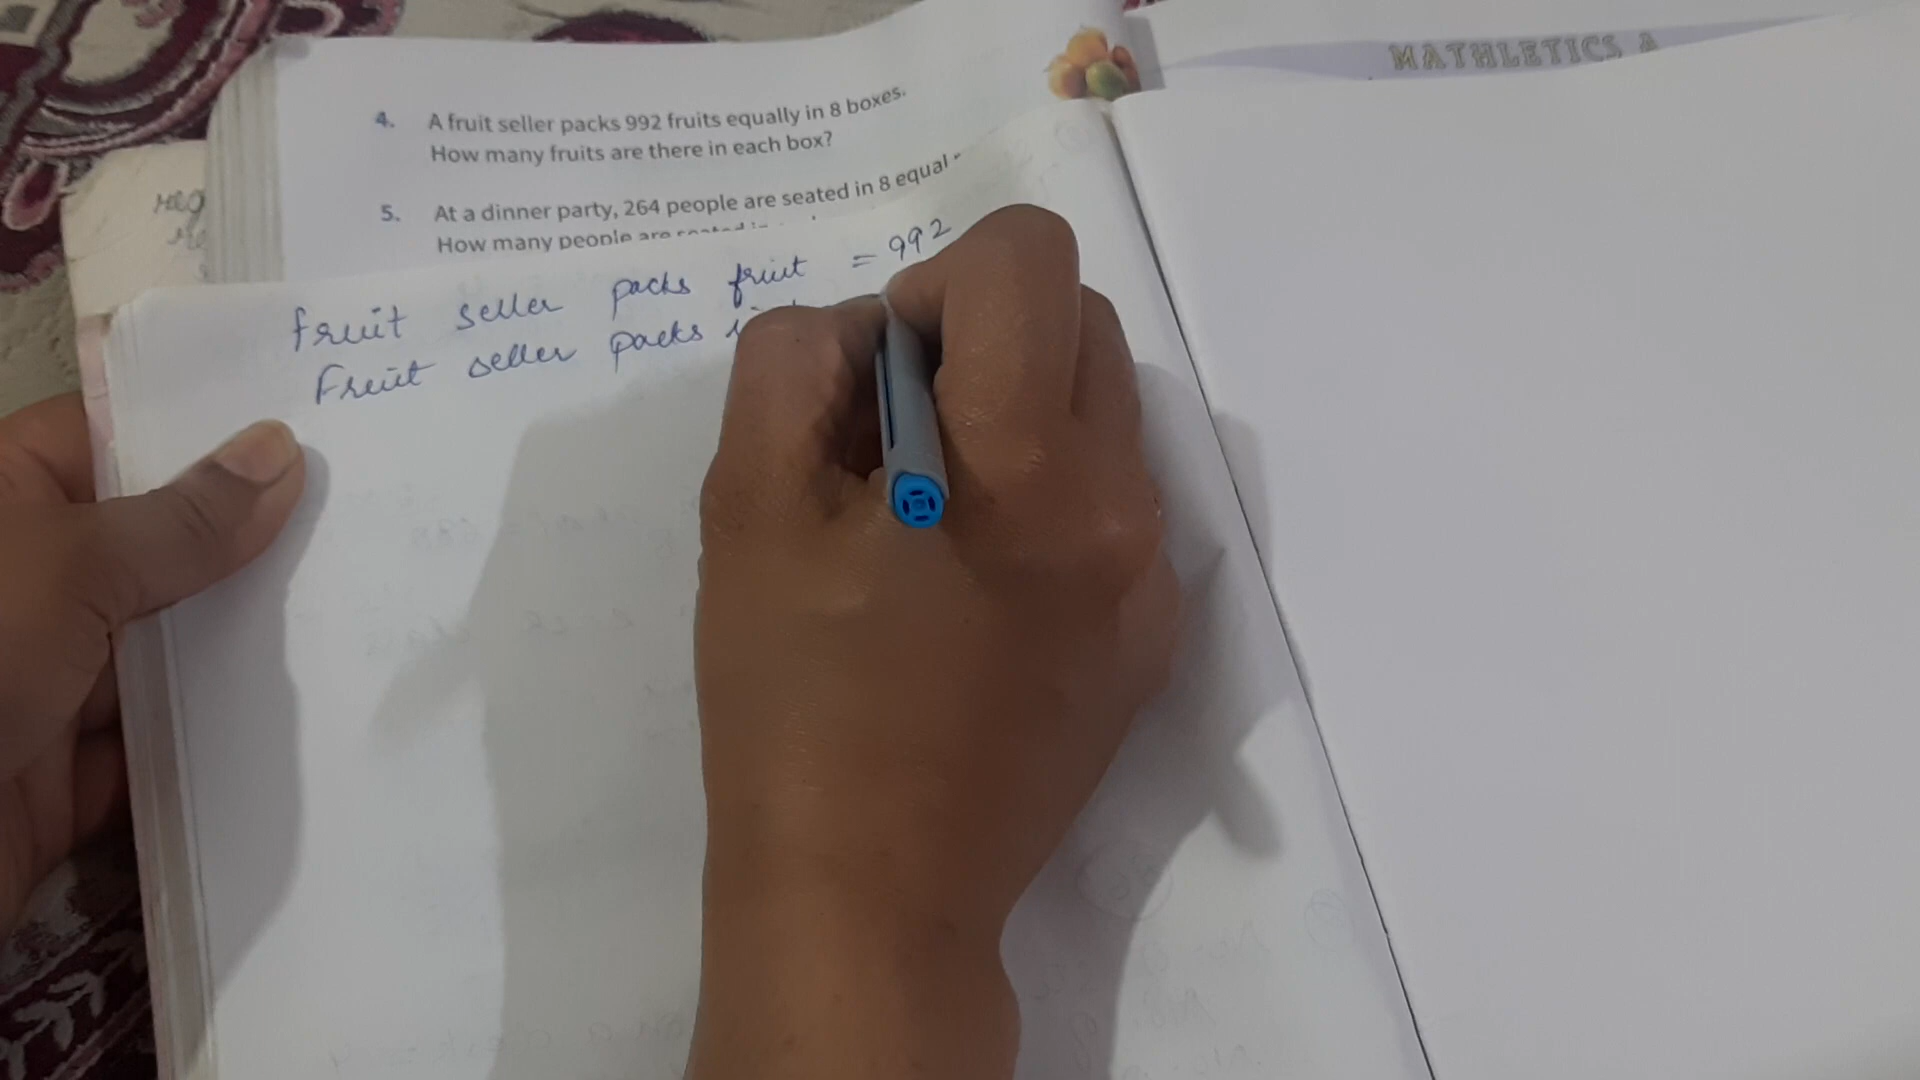 MATHLETICS
4. A fruit seller packs 992 fruits equally in 8 boxes.
How many fruits are there in each box?
5. At a dinner party, 264 people are seated in 8 equal
How many people are seated
fruit seller packs fruit = 992
Fruit seller packs